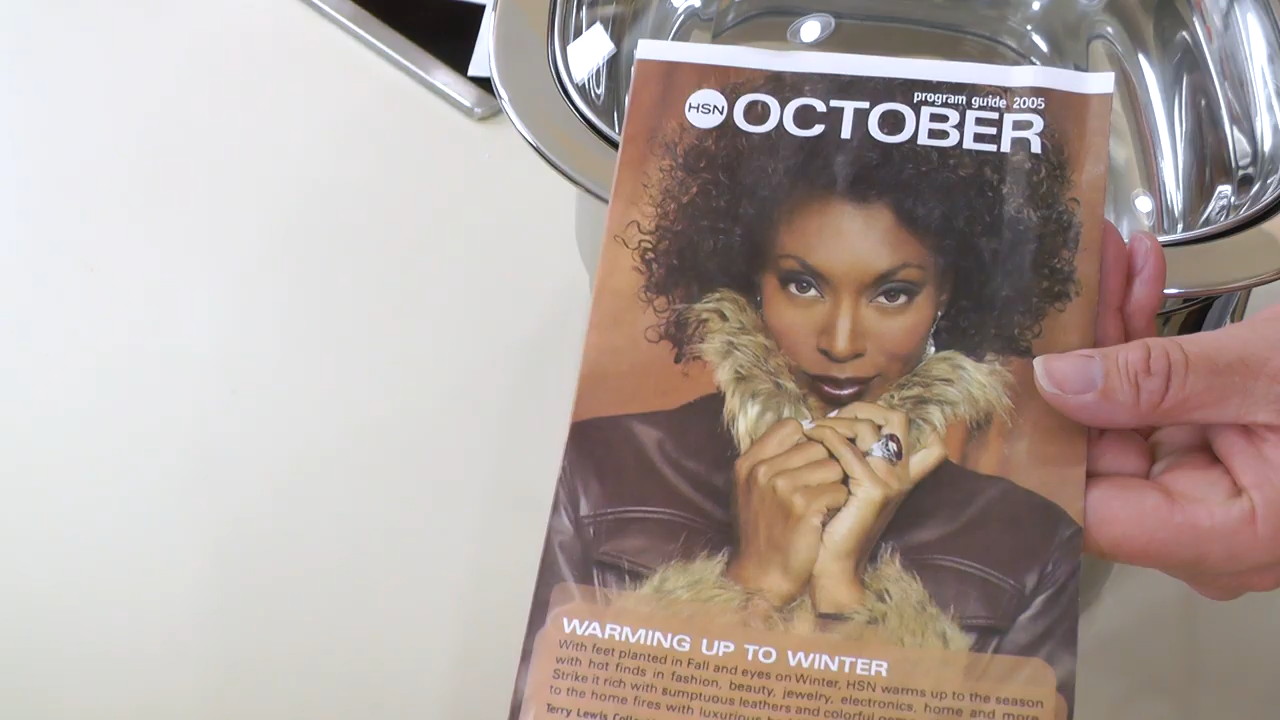 program guide 2005
HSN OCTOBER
WARMING UP TO WINTER
With feet planted in Fall and eyes on Winter, HSN warms up to the season
with hot finds in fashion, beauty, jewelry, electronics, home and more.
Strike it rich with sumptuous leathers and colorful
to the home fires with luxurious
Terry Lewis